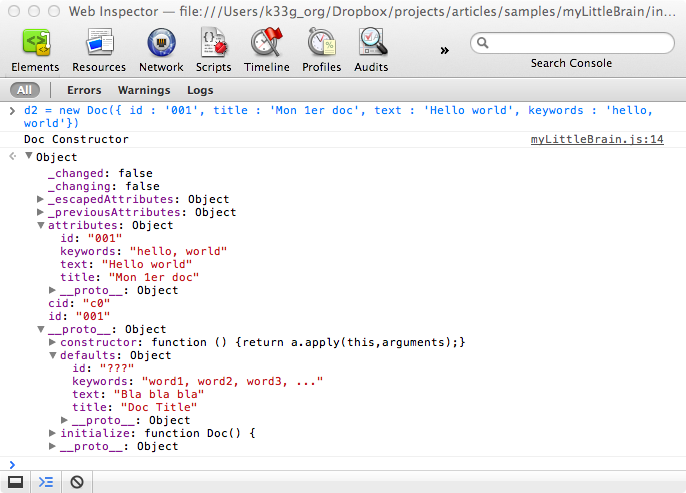 Web Inspector — file:///Users/k33g_org/Dropbox/projects/articles/samples/myLittleBrain/in...
Elements Resources Network Scripts Timeline Profiles Audits » Search Console
All Errors Warnings Logs
> d2 = new Doc({ id : '001', title : 'Mon 1er doc', text : 'Hello world', keywords : 'hello,
world'})
Doc Constructor myLittleBrain.js:14
Object
_changed: false
_changing: false
_escapedAttributes: Object
_previousAttributes: Object
attributes: Object
id: "001"
keywords: "hello, world"
text: "Hello world"
title: "Mon 1er doc"
__proto__: Object
cid: "c0"
id: "001"
__proto__: Object
constructor: function () {return a.apply(this,arguments);}
defaults: Object
id: "???"
keywords: "word1, word2, word3, ..."
text: "Bla bla bla"
title: "Doc Title"
__proto__: Object
initialize: function Doc() {
__proto__: Object
>